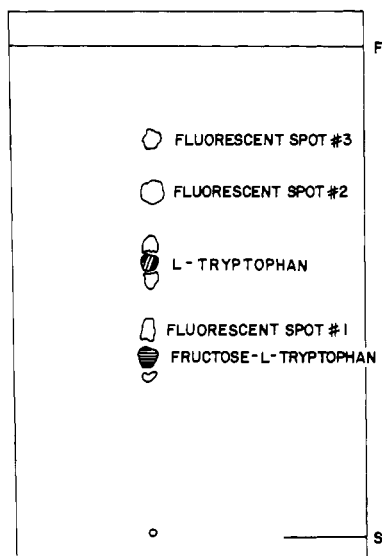 F
FLUORESCENT SPOT #3
FLUORESCENT SPOT #2
L-TRYPTOPHAN
FLUORESCENT SPOT #1
FRUCTOSE-L-TRYPTOPHAN
S